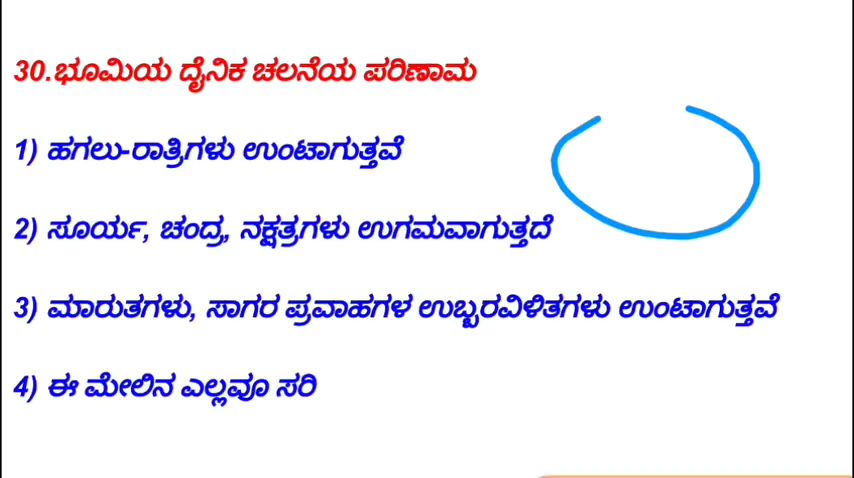 30.ಭೂಮಿಯ ದೈನಿಕ ಚಲನೆಯ ಪರಿಣಾಮ
1) ಹಗಲು-ರಾತ್ರಿಗಳು ಉಂಟಾಗುತ್ತವೆ
2) ಸೂರ್ಯ, ಚಂದ್ರ, ನಕ್ಷತ್ರಗಳು ಉಗಮವಾಗುತ್ತದೆ
3) ಮಾರುತಗಳು, ಸಾಗರ ಪ್ರವಾಹಗಳ ಉಬ್ಬರವಿಳಿತಗಳು ಉಂಟಾಗುತ್ತವೆ
4) ಈ ಮೇಲಿನ ಎಲ್ಲವೂ ಸರಿ